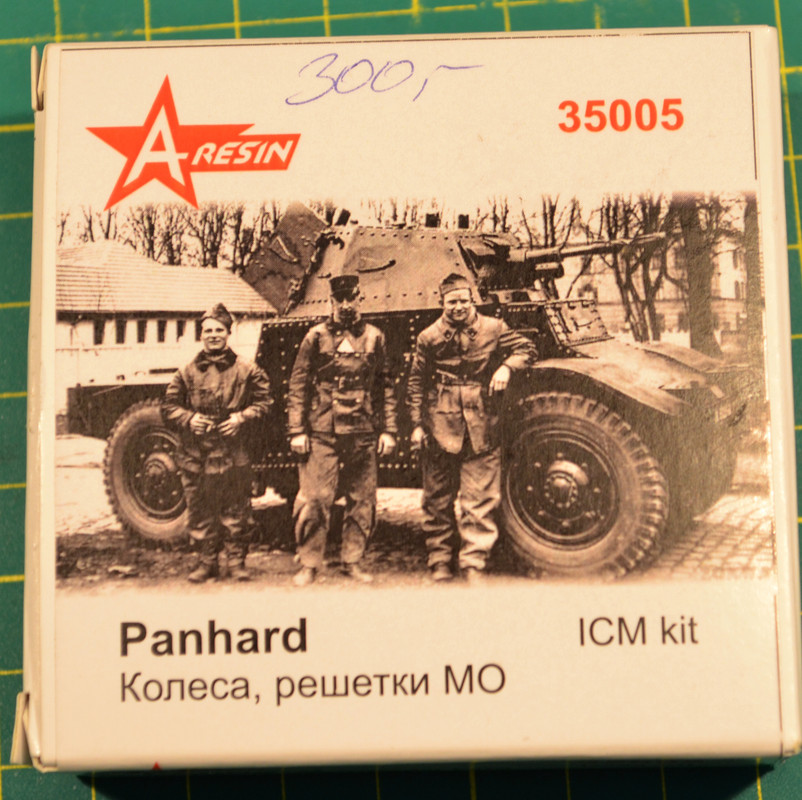 300,-
A-RESIN
35005
Panhard
ICM kit
Колеса, решетки МО